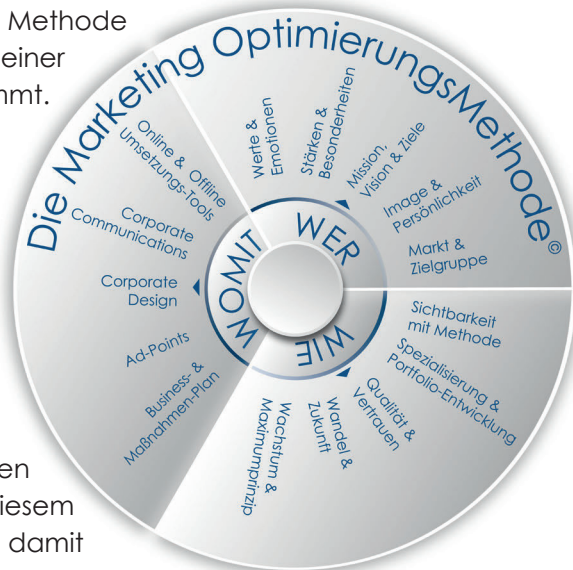 Methode
einer
mmt.
Die Marketing OptimierungsMethode©
WER
Werte &
Emotionen
Stärken &
Besonderheiten
Mission,
Vision & Ziele
Image &
Persönlichkeit
Markt &
Zielgruppe
WIE
Sichtbarkeit
mit Methode
Spezialisierung &
Portfolio-Entwicklung
Qualität &
Vertrauen
Wandel &
Zukunft
Wachstum &
Maximumprinzip
WOMIT
Business- &
Maßnahmen-Plan
Ad-Points
Corporate
Design
Corporate
Communications
Online & Offline
Umsetzungs-Tools
en
iesem
damit